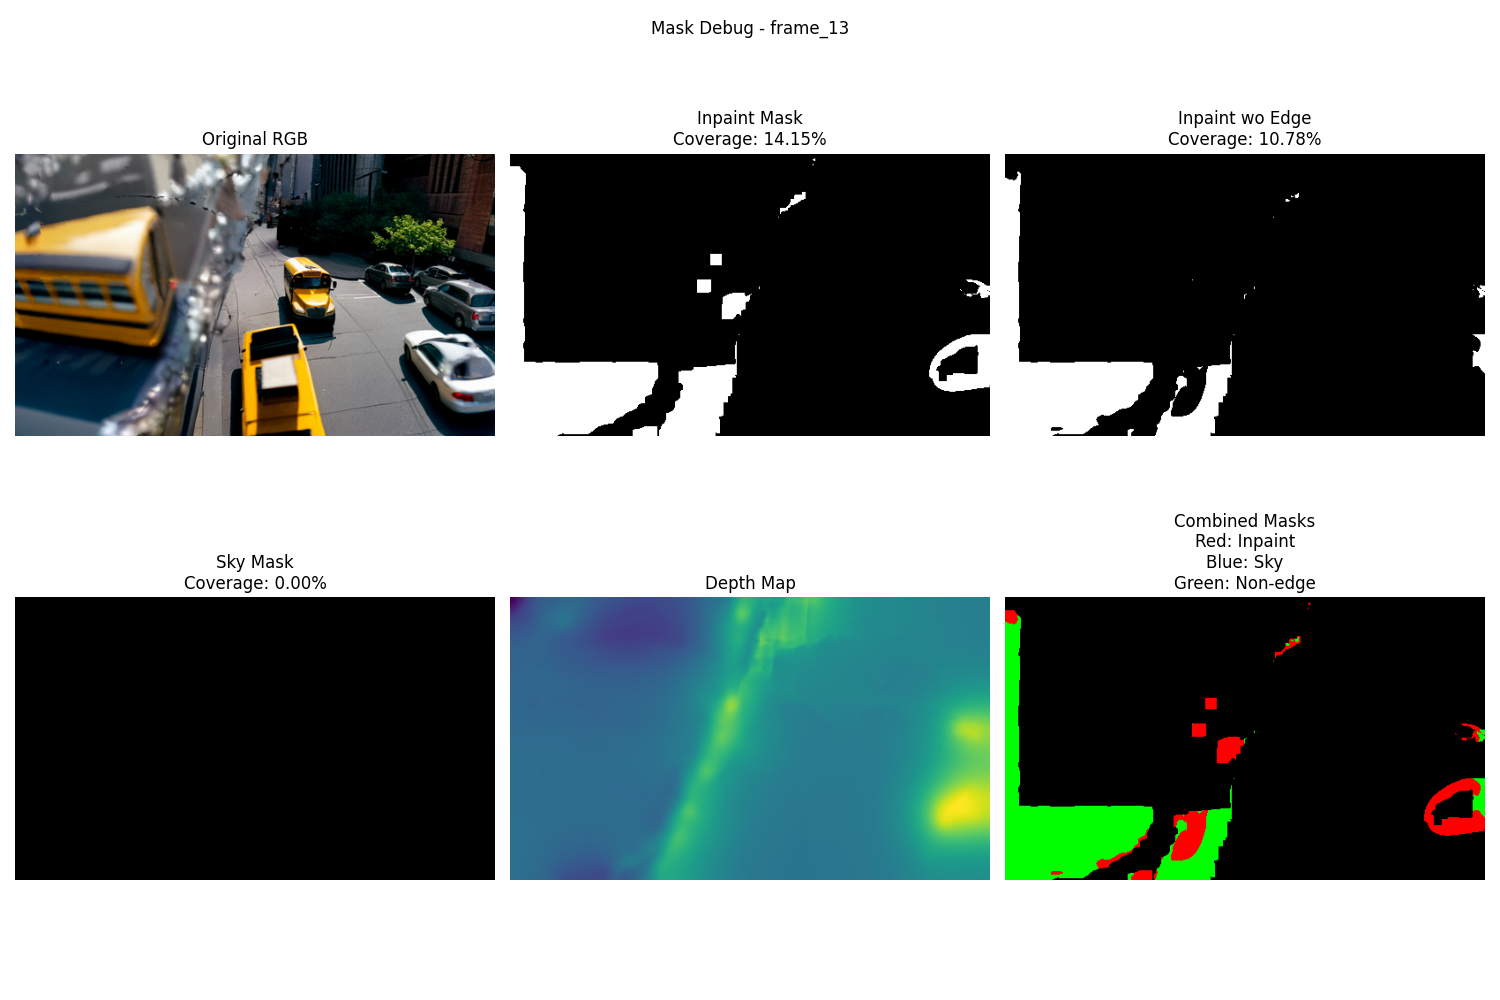 Mask Debug - frame_13
Original RGB
Inpaint Mask
Coverage: 14.15%
Inpaint wo Edge
Coverage: 10.78%
Sky Mask
Coverage: 0.00%
Depth Map
Combined Masks
Red: Inpaint
Blue: Sky
Green: Non-edge